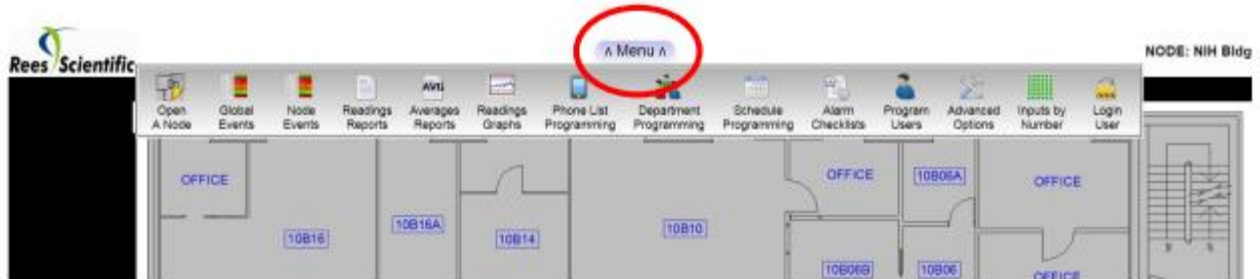 ∧ Menu ∧
Rees Scientific
NODE: NIH Bldg
Open A Node
Global Events
Node Events
Readings Reports
AVG
Averages Reports
Readings Graphs
Phone List Programming
Department Programming
Schedule Programming
Alarm Checklists
Program Users
Advanced Options
Inputs by Number
Login User
OFFICE
OFFICE
10B06A
OFFICE
10B16
10B16A
10B14
10B10
10B06B
10B06
OFFICE